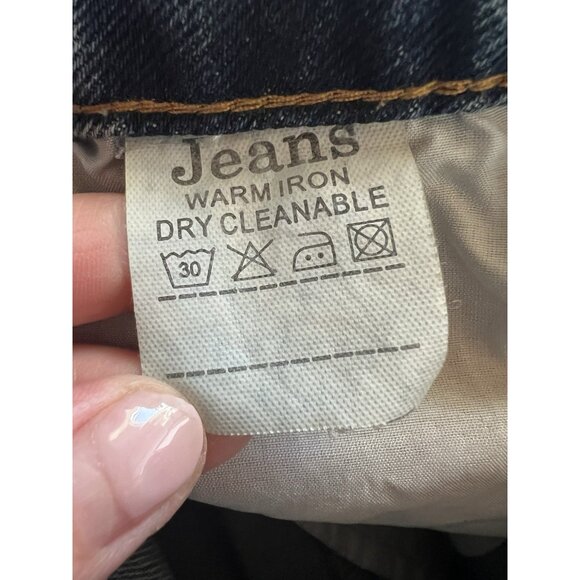 Jeans
WARM IRON
DRY CLEANABLE
30